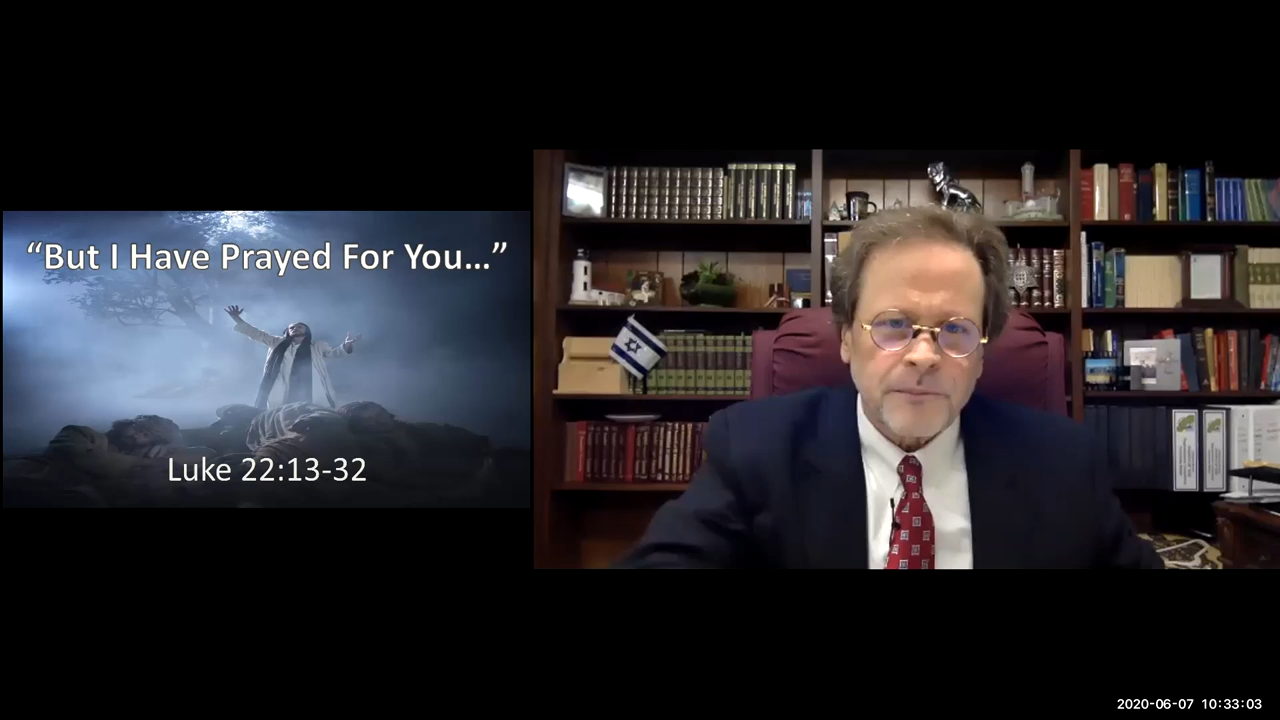 “But I Have Prayed For You...”
Luke 22:13-32
2020-06-07 10:33:03